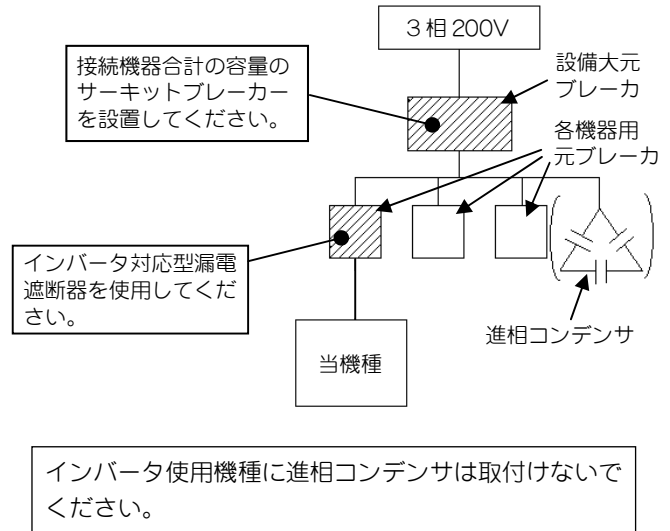 3相200V
接続機器合計の容量の
サーキットブレーカー
を設置してください。
設備大元
ブレーカ
各機器用
元ブレーカ
インバータ対応型漏電
遮断器を使用してくだ
さい。
進相コンデンサ
当機種
インバータ使用機種に進相コンデンサは取付けないで
ください。